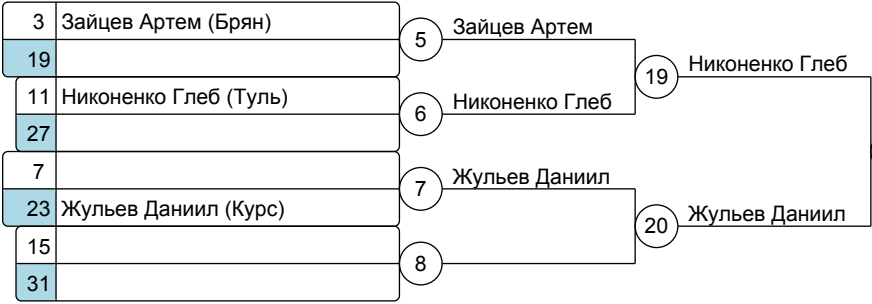 3 Зайцев Артем (Брян)
19
5
Зайцев Артем
11 Никоненко Глеб (Туль)
27
6
Никоненко Глеб
19
Никоненко Глеб
7
23 Жульев Даниил (Курс)
7
Жульев Даниил
15
31
8
20
Жульев Даниил